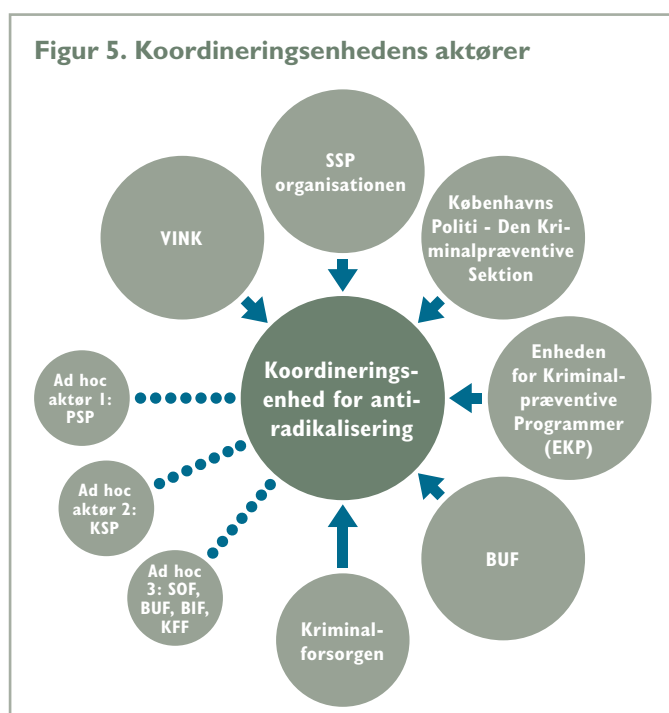 Figur 5. Koordineringsenhedens aktører
SSP
organisationen
Københavns
Politi - Den Kri-
minalpræventive
Sektion
VINK
Enheden
for Kriminal-
præventive
Programmer
(EKP)
Koordinerings-
enhed for anti-
radikalisering
Ad hoc
aktør 1:
PSP
Ad hoc
aktør 2:
KSP
Ad hoc
3: SOF,
BUF, BIF,
KFF
BUF
Kriminal-
forsorgen